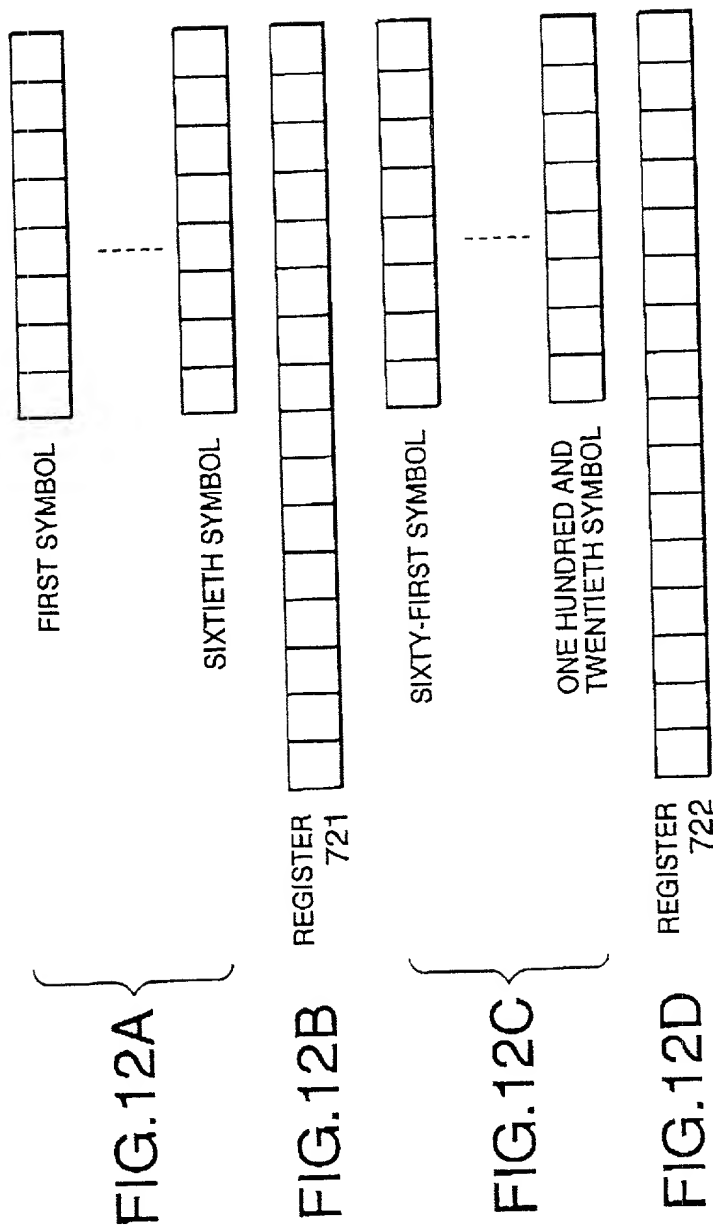 FIG.12A
FIRST SYMBOL
SIXTIETH SYMBOL
FIG.12B
REGISTER
721
FIG.12C
SIXTY-FIRST SYMBOL
ONE HUNDRED AND
TWENTIETH SYMBOL
FIG.12D
REGISTER
722